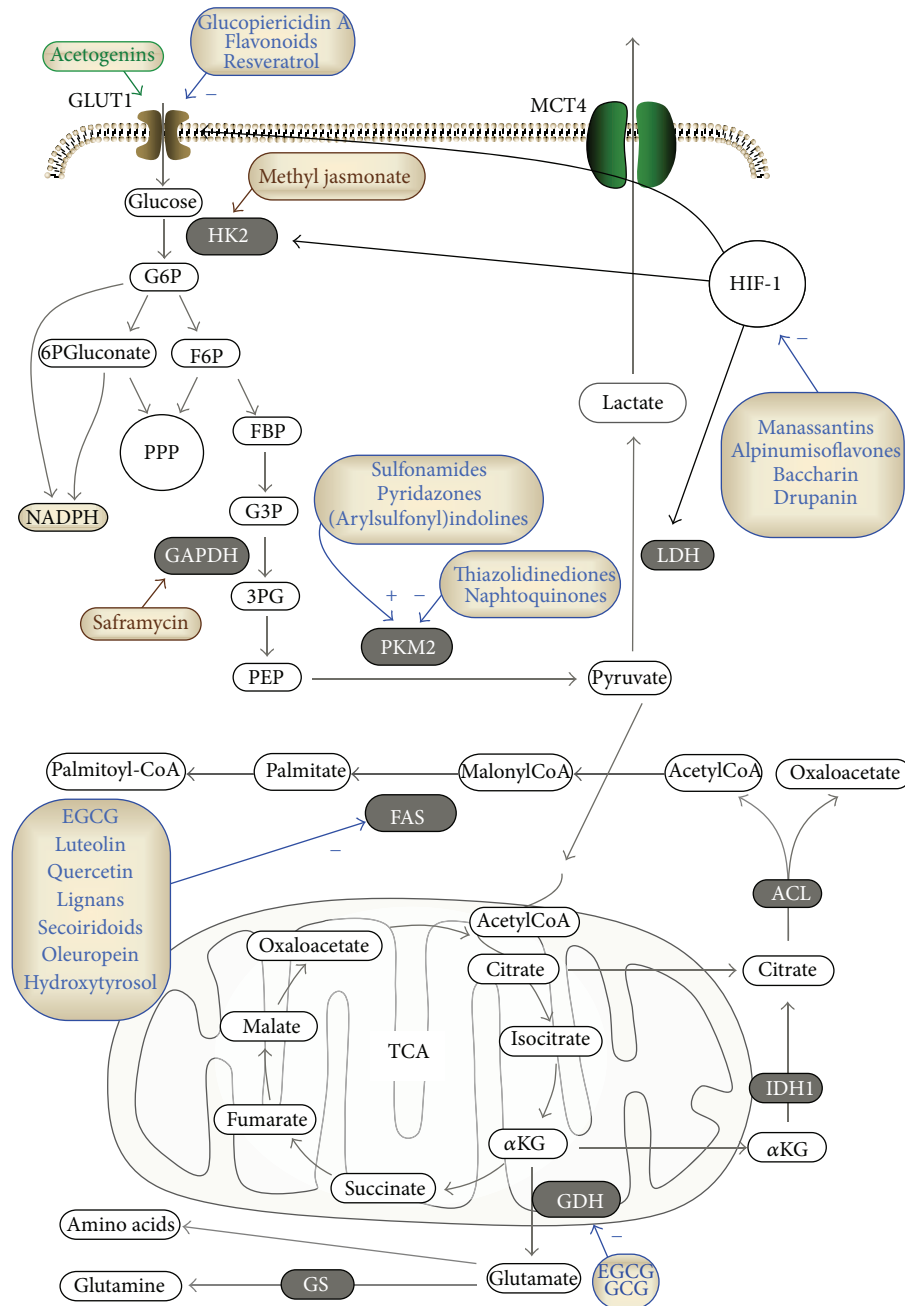 Glucopiericidin A
Flavonoids
Resveratrol
Acetogenins
−
GLUT1
MCT4
Methyl jasmonate
Glucose
HK2
G6P
HIF-1
−
6PGluconate
F6P
Lactate
PPP
FBP
Manassantins
Alpinumisoflavones
Baccharin
Drupanin
Sulfonamides
Pyridazones
(Arylsulfonyl)indolines
NADPH
G3P
GAPDH
LDH
Thiazolidinediones
Naphtoquinones
+ −
3PG
Saframycin
PKM2
PEP
Pyruvate
Palmitoyl-CoA
Palmitate
MalonylCoA
AcetylCoA
Oxaloacetate
EGCG
Luteolin
Quercetin
Lignans
Secoiridoids
Oleuropein
Hydroxytyrosol
FAS
−
ACL
AcetylCoA
Oxaloacetate
Citrate
Citrate
Malate
Isocitrate
TCA
IDH1
Fumarate
αKG
αKG
Succinate
GDH
Amino acids
−
Glutamine
GS
Glutamate
EGCG
GCG